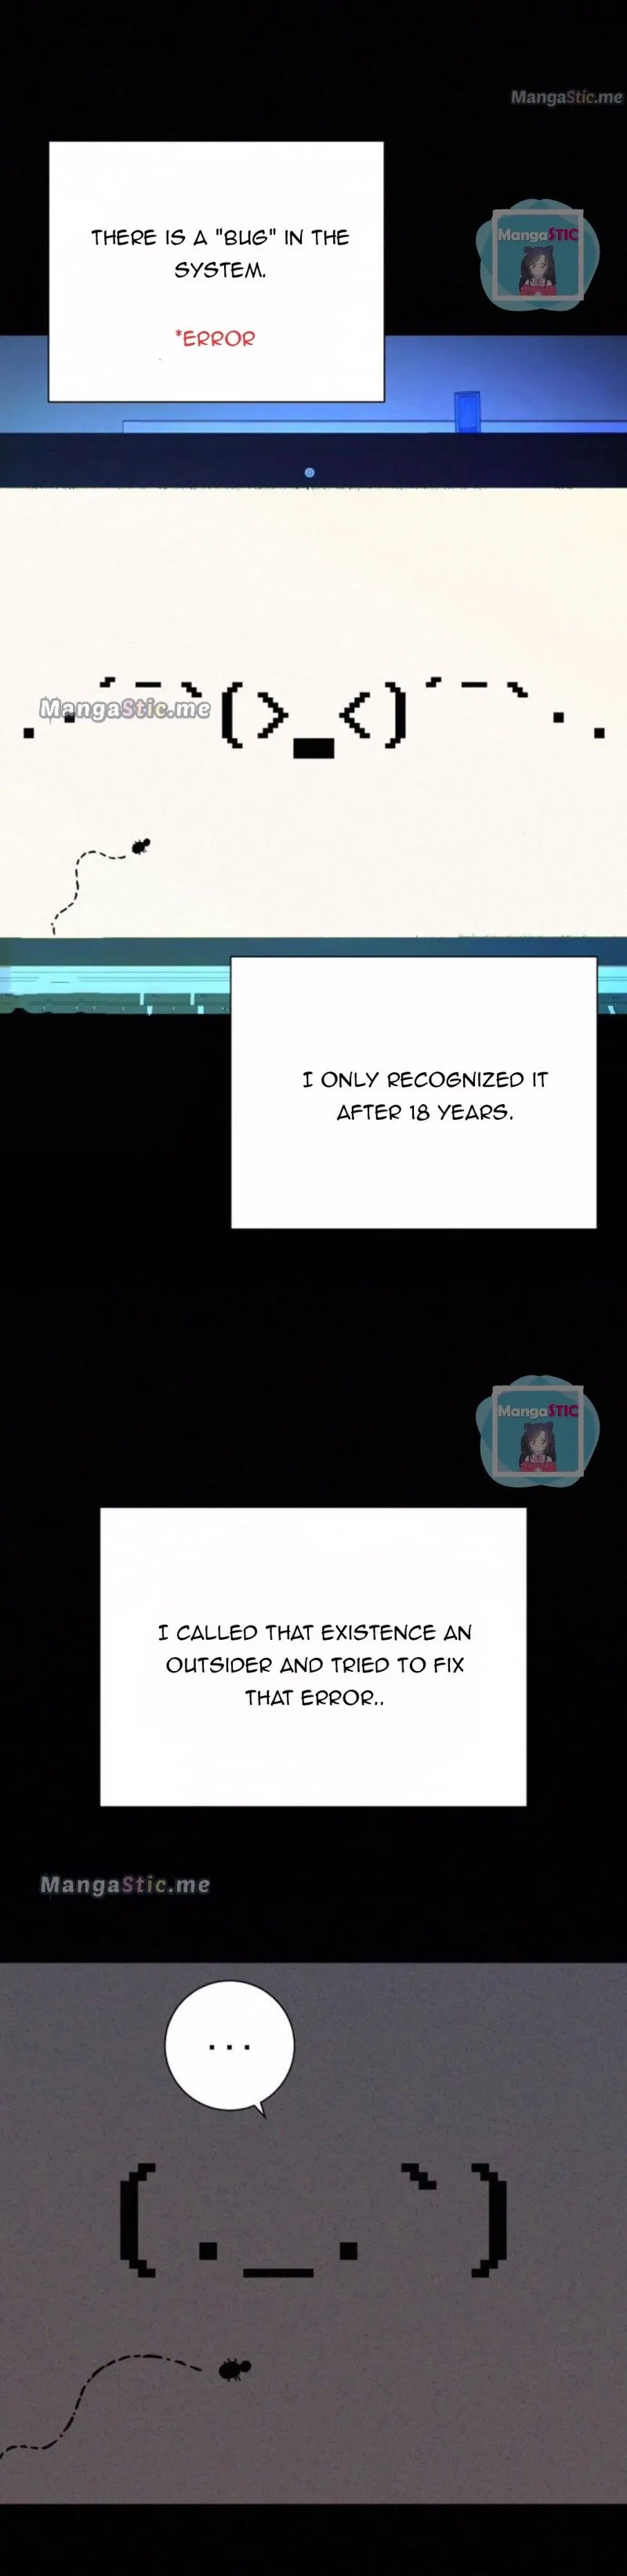 MangaStic.me
THERE IS A "BUG" IN THE
SYSTEM.
MangaSTIC
*ERROR
. ・ ´ ¯ ` ( > ▂ < ) ´ ¯ ` ・ .
MangaStic.me
I ONLY RECOGNIZED IT
AFTER 18 YEARS.
MangaSTIC
I CALLED THAT EXISTENCE AN
OUTSIDER AND TRIED TO FIX
THAT ERROR..
MangaStic.me
...
( . _ . ` )